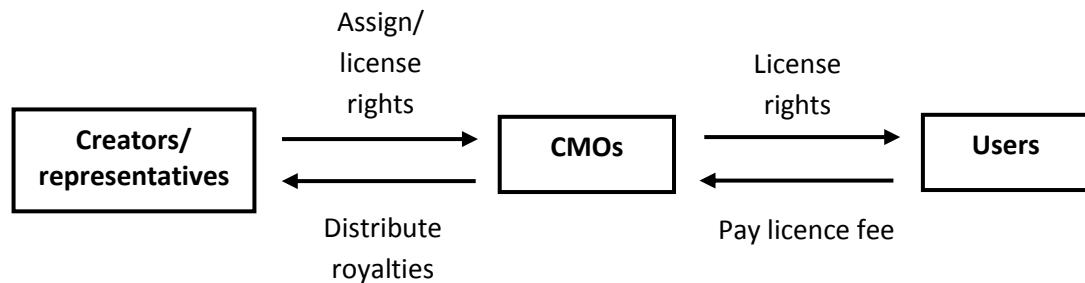 Assign/
license
rights
License
rights
Creators/
representatives
CMOs
Users
Distribute
royalties
Pay licence fee